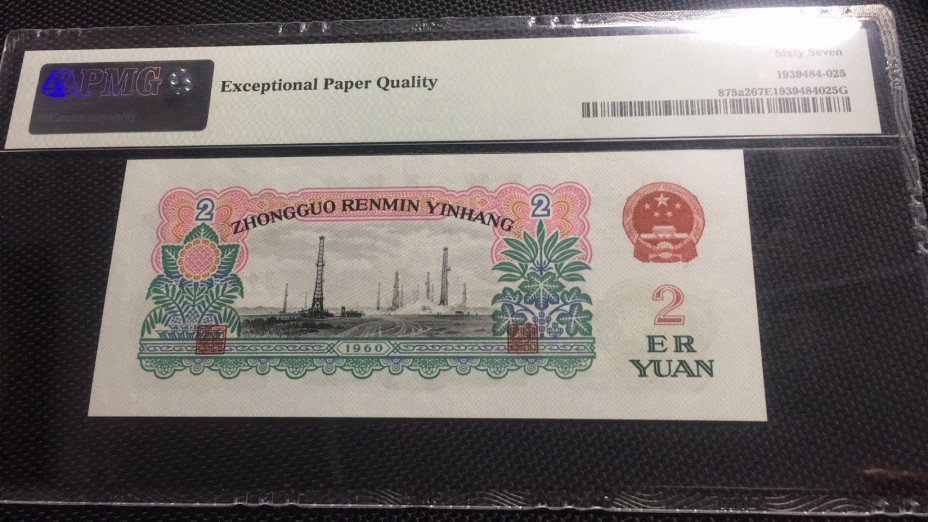 PMG
Exceptional Paper Quality
Sixty Seven
1939484-025
875a267E1939484025G
2
2
ZHONGGUO RENMIN YINHANG
1960
2
ER
YUAN